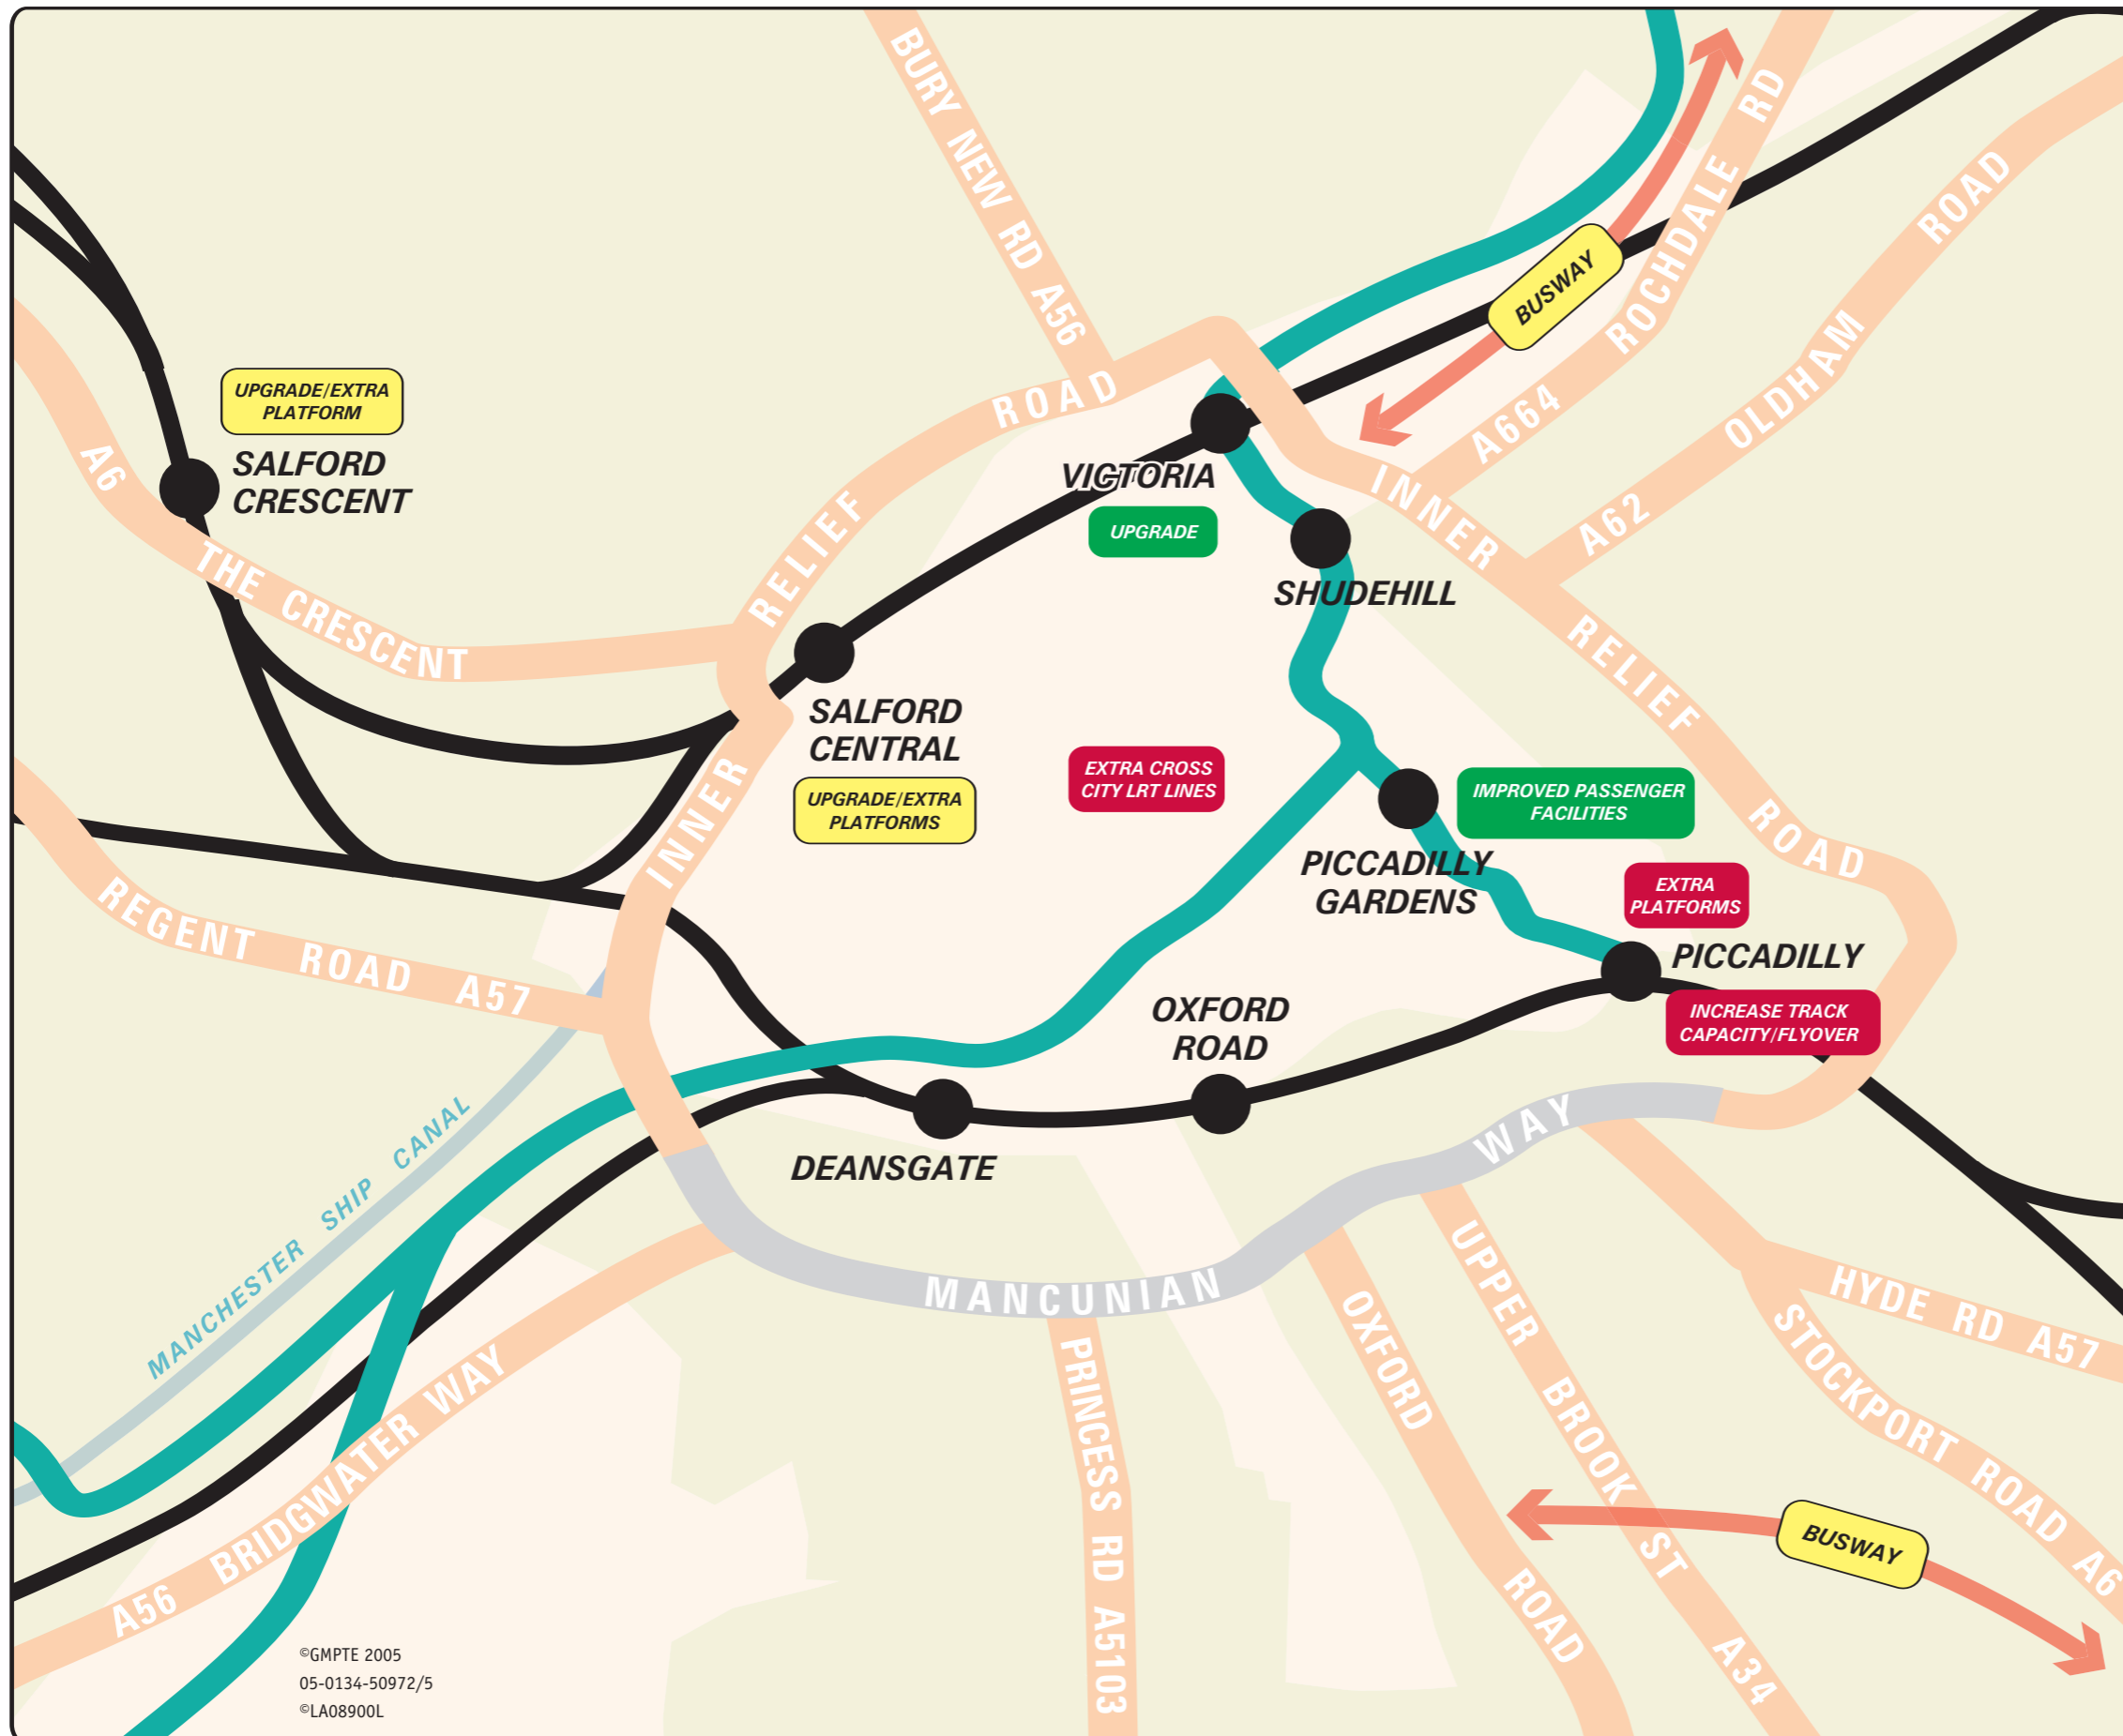 BURY NEW RD A56
ROCHDALE RD
A664
OLDHAM ROAD
A62
BUSWAY
UPGRADE/EXTRA
PLATFORM
SALFORD
CRESCENT
A6
THE CRESCENT
INNER RELIEF ROAD
VICTORIA
UPGRADE
SHUDEHILL
INNER RELIEF ROAD
SALFORD
CENTRAL
UPGRADE/EXTRA
PLATFORMS
EXTRA CROSS
CITY LRT LINES
IMPROVED PASSENGER
FACILITIES
PICCADILLY
GARDENS
EXTRA
PLATFORMS
PICCADILLY
INCREASE TRACK
CAPACITY/FLYOVER
REGENT ROAD A57
OXFORD
ROAD
DEANSGATE
MANCHESTER SHIP CANAL
MANCUNIAN WAY
A56 BRIDGWATER WAY
PRINCESS RD A5103
OXFORD ROAD
UPPER BROOK ST A34
HYDE RD A57
STOCKPORT ROAD A6
BUSWAY
©GMPTE 2005
05-0134-50972/5
©LA08900L